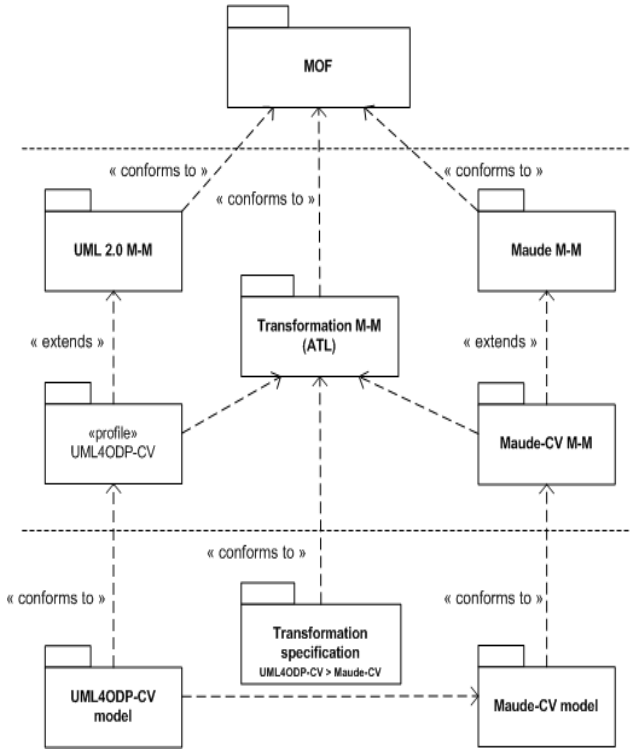 MOF
« conforms to »
« conforms to »
« conforms to »
UML 2.0 M-M
Maude M-M
Transformation M-M
(ATL)
« extends »
« extends »
«profile»
UML4ODP-CV
Maude-CV M-M
« conforms to »
« conforms to »
« conforms to »
Transformation
specification
UML4ODP-CV > Maude-CV
UML4ODP-CV
model
Maude-CV model